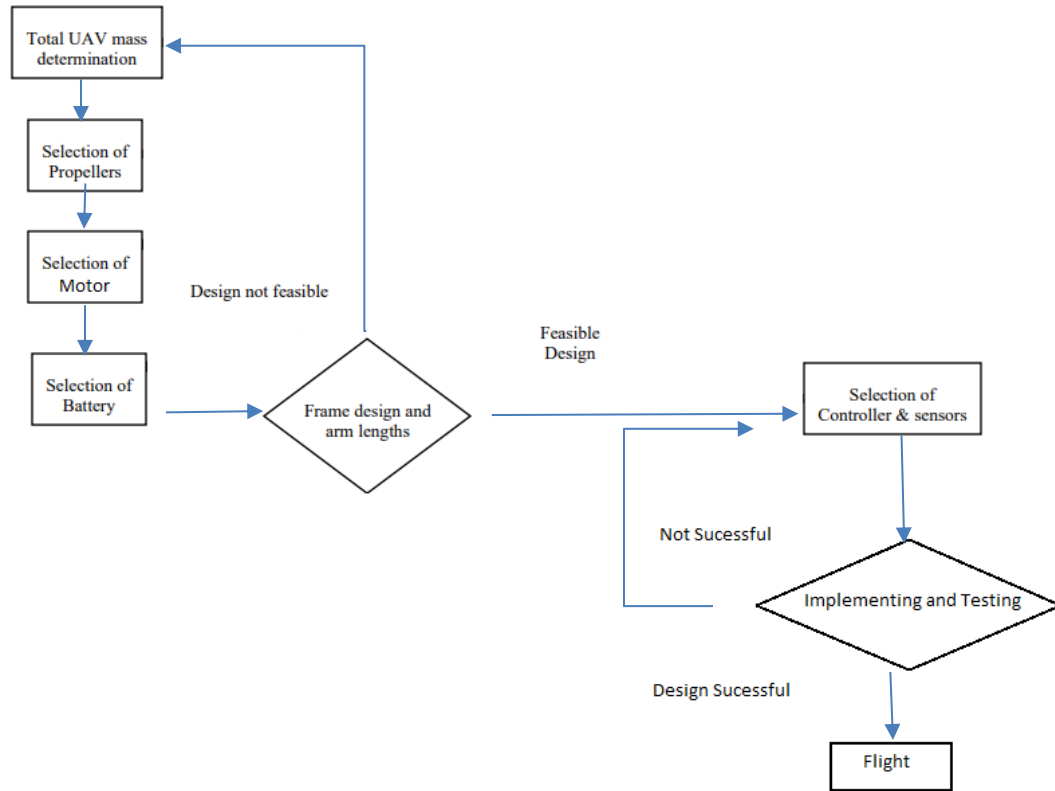 Total UAV mass
determination
Selection of
Propellers
Selection of
Motor
Design not feasible
Selection of
Battery
Frame design and
arm lengths
Feasible
Design
Selection of
Controller & sensors
Not Sucessful
Implementing and Testing
Design Sucessful
Flight